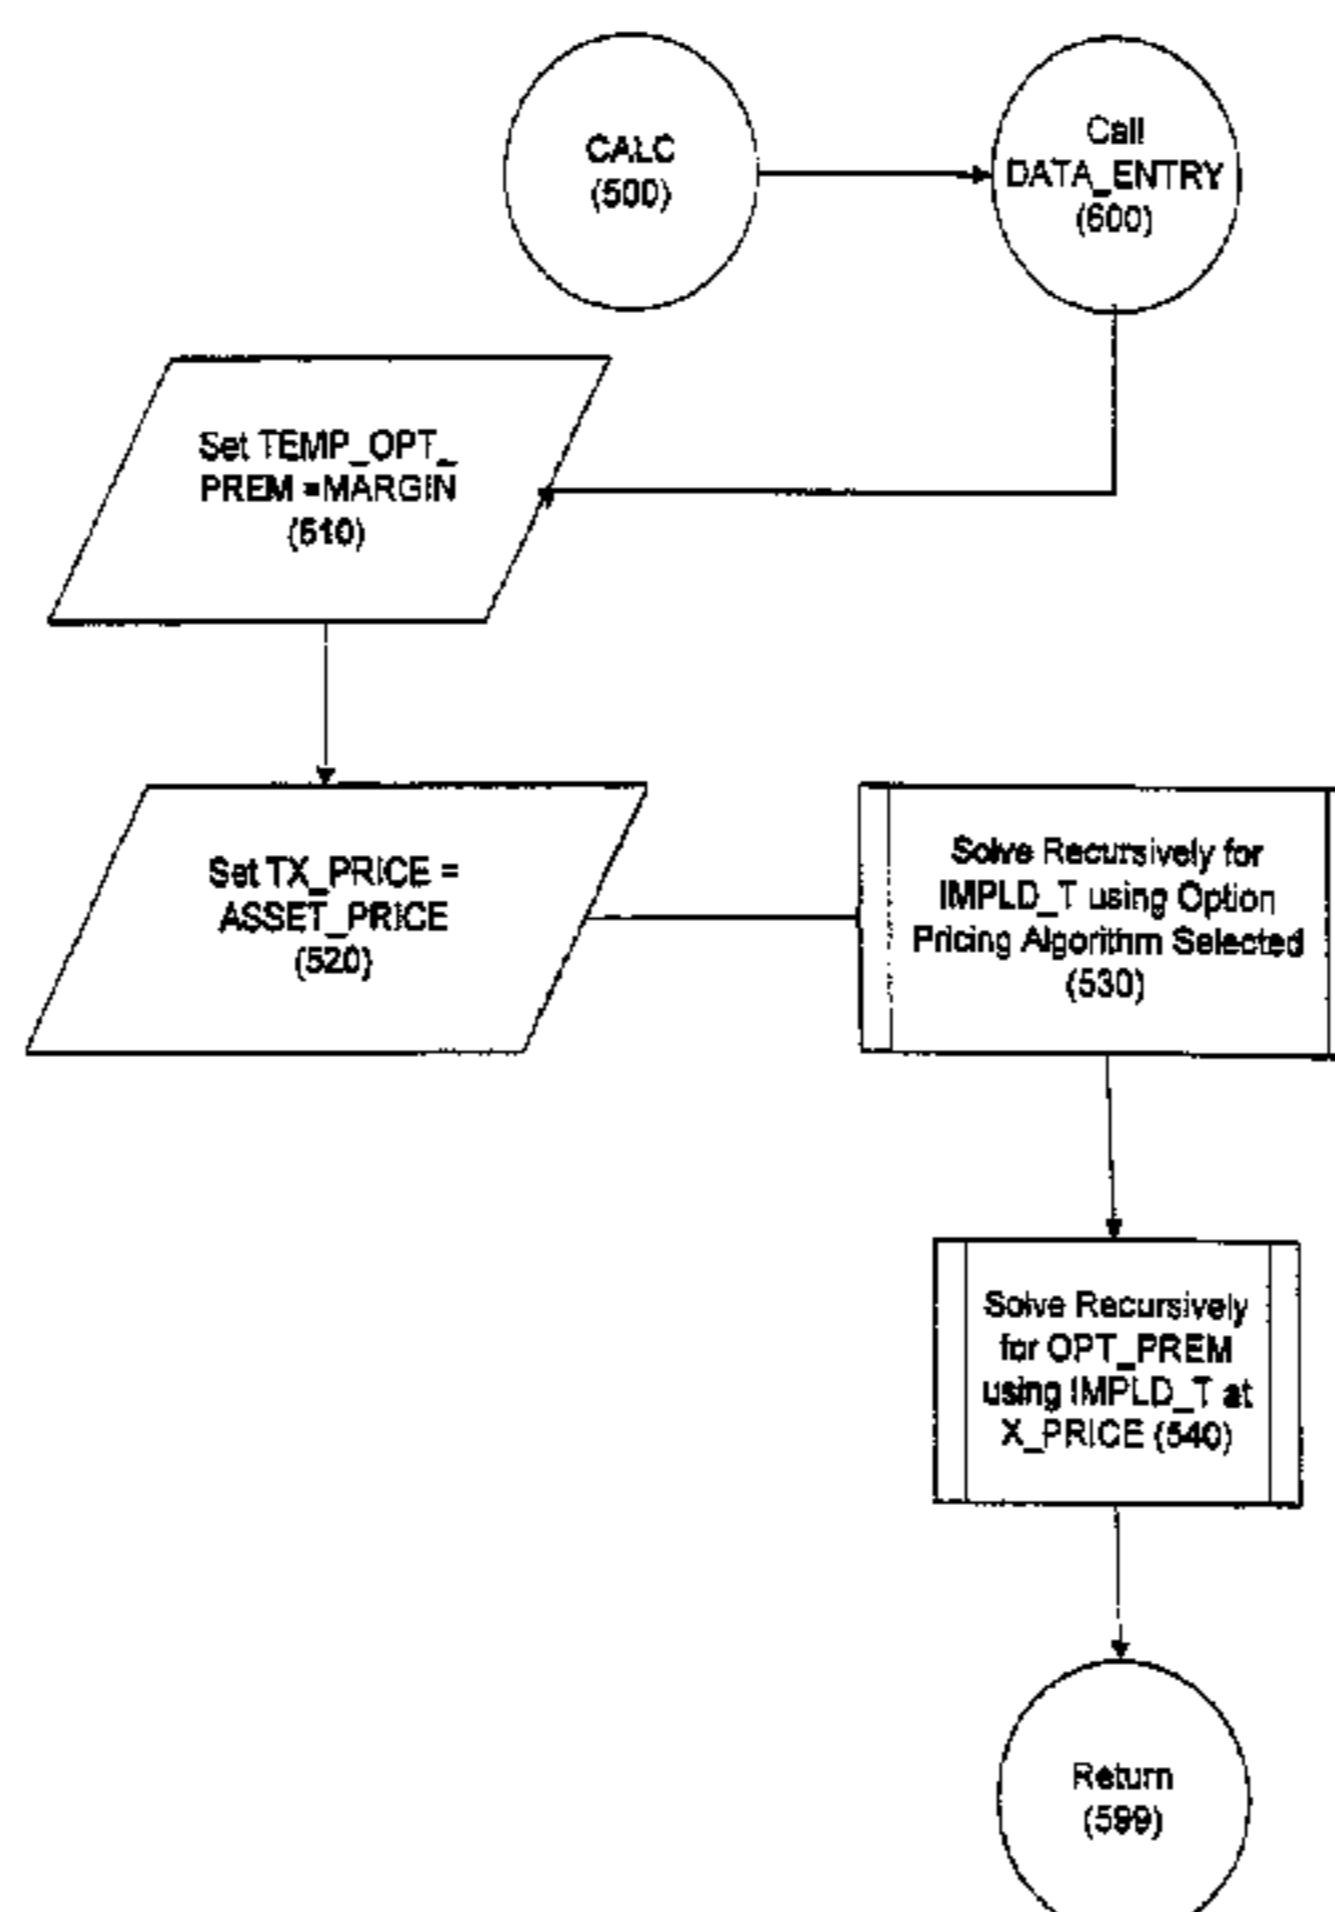 CALC
(500)
Call
DATA_ENTRY
(600)
Set TEMP_OPT_
PREM =MARGIN
(510)
Set TX_PRICE =
ASSET_PRICE
(520)
Solve Recursively for
IMPLD_T using Option
Pricing Algorithm Selected
(530)
Solve Recursively
for OPT_PREM
using IMPLD_T at
X_PRICE (540)
Return
(599)